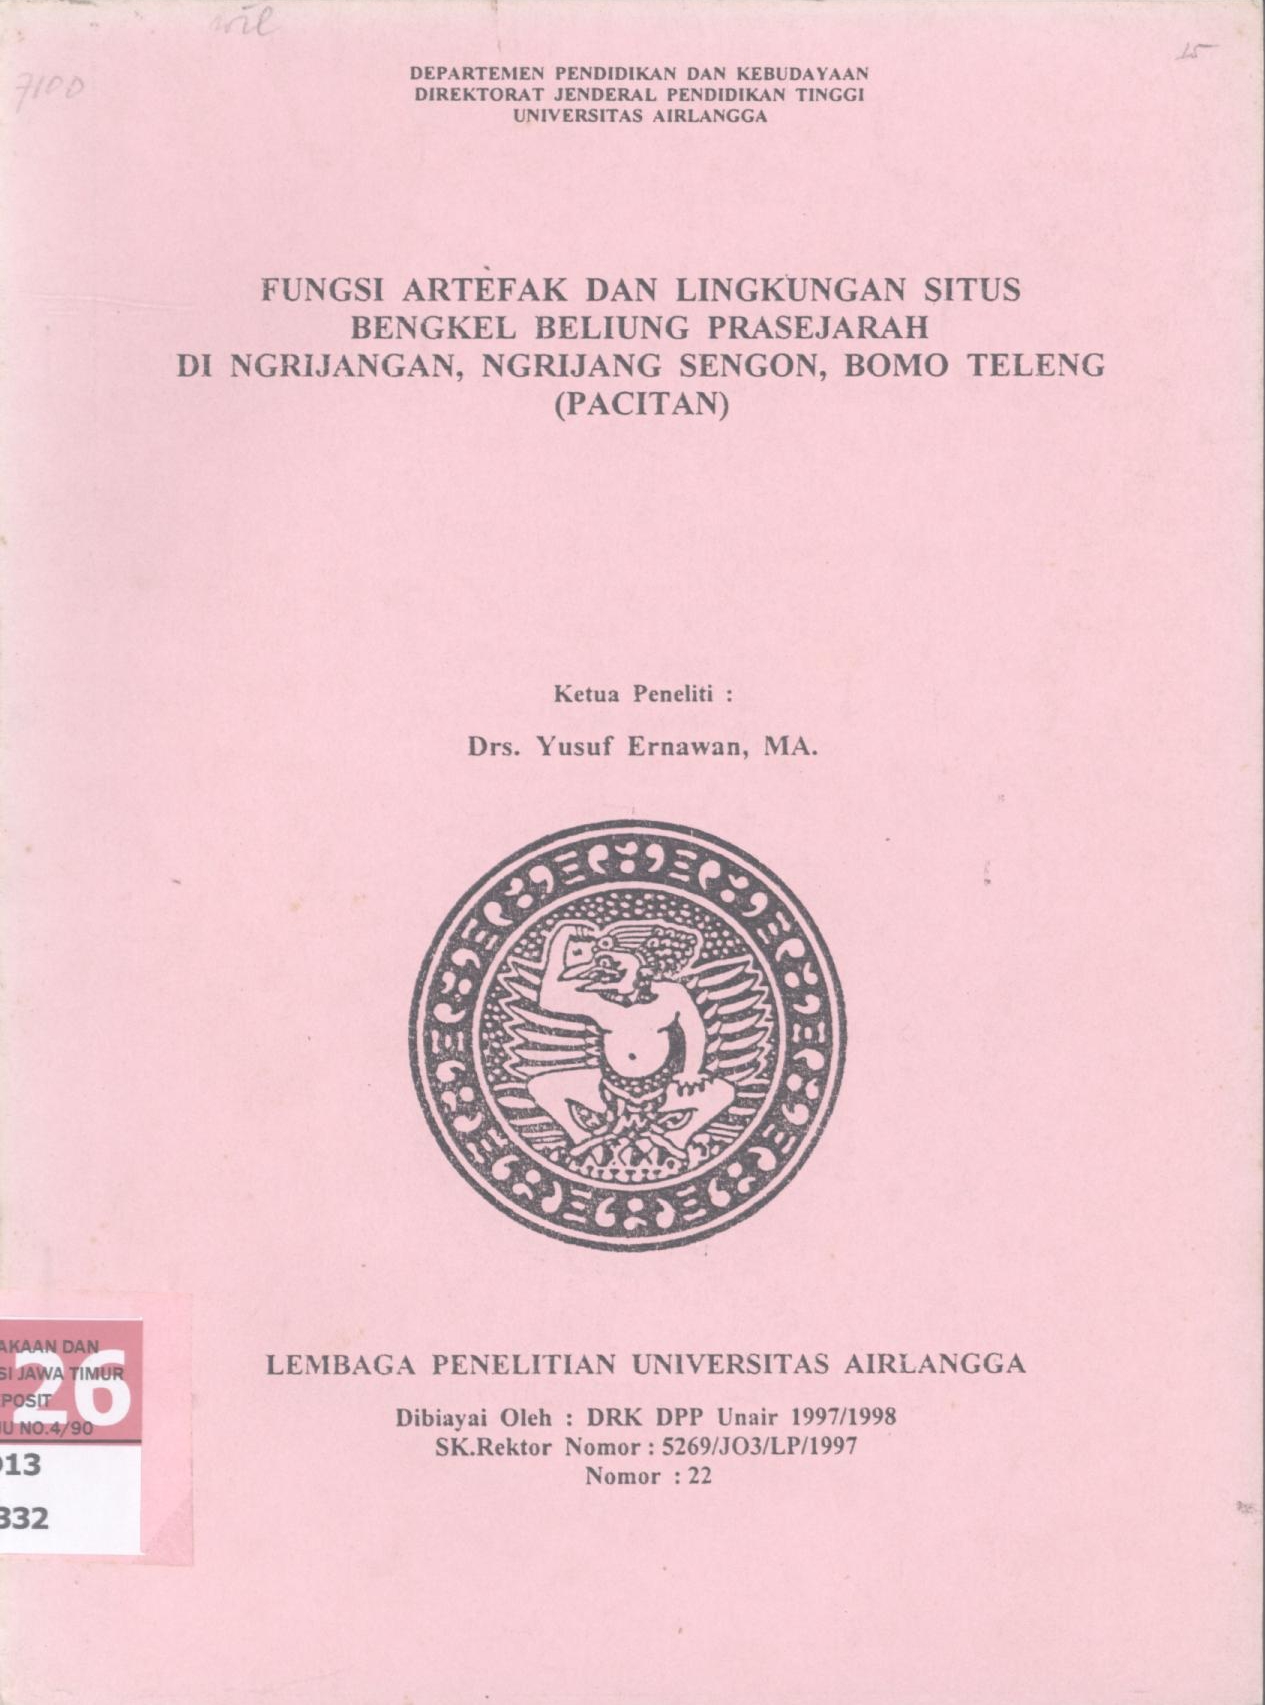 wil
7100
15
DEPARTEMEN PENDIDIKAN DAN KEBUDAYAAN
DIREKTORAT JENDERAL PENDIDIKAN TINGGI
UNIVERSITAS AIRLANGGA
FUNGSI ARTEFAK DAN LINGKUNGAN SITUS
BENGKEL BELIUNG PRASEJARAH
DI NGRIJANGAN, NGRIJANG SENGON, BOMO TELENG
(PACITAN)
Ketua Peneliti :
Drs. Yusuf Ernawan, MA.
AKAAN DAN
SI JAWA TIMUR
POSIT
NO.4/90
26
13
332
LEMBAGA PENELITIAN UNIVERSITAS AIRLANGGA
Dibiayai Oleh : DRK DPP Unair 1997/1998
SK.Rektor Nomor : 5269/JO3/LP/1997
Nomor : 22